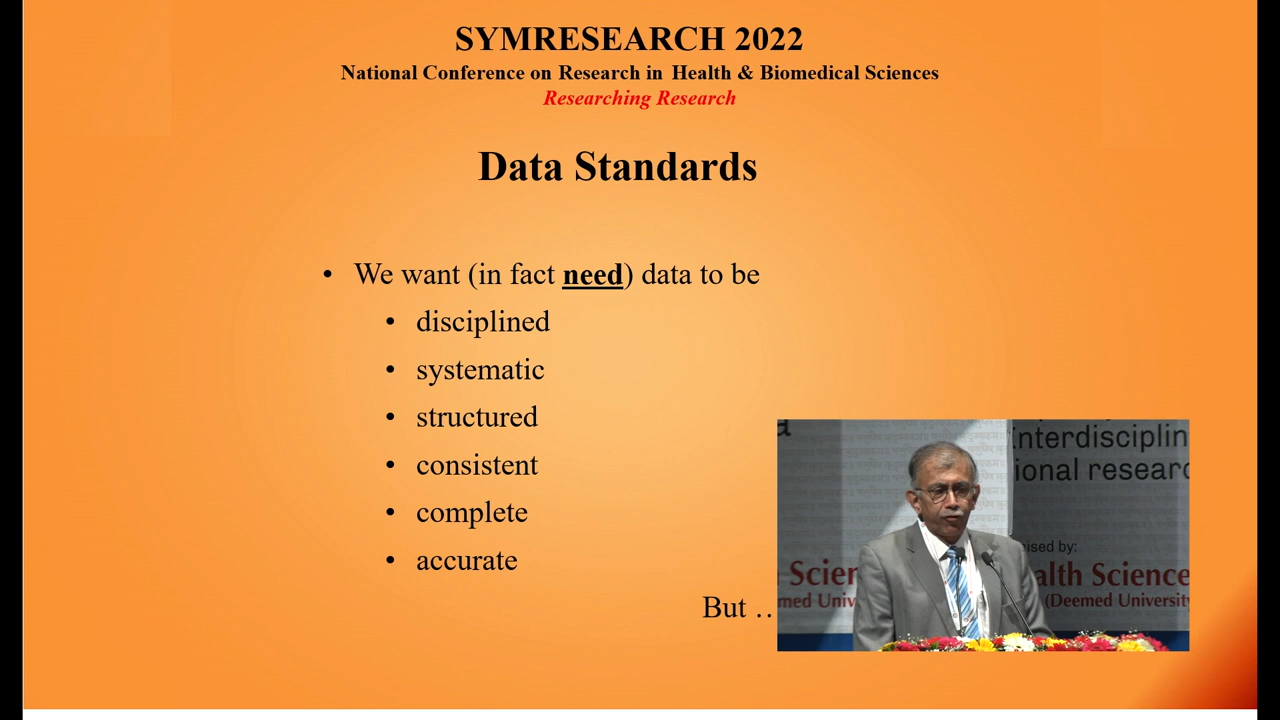 SYMRESEARCH 2022
National Conference on Research in Health & Biomedical Sciences
Researching Research
Data Standards
• We want (in fact need) data to be
• disciplined
• systematic
• structured
• consistent
• complete
• accurate
But ..
a
interdisciplin
ional researc
ised by:
Scien
alth Science
med Univ
(Deemed University